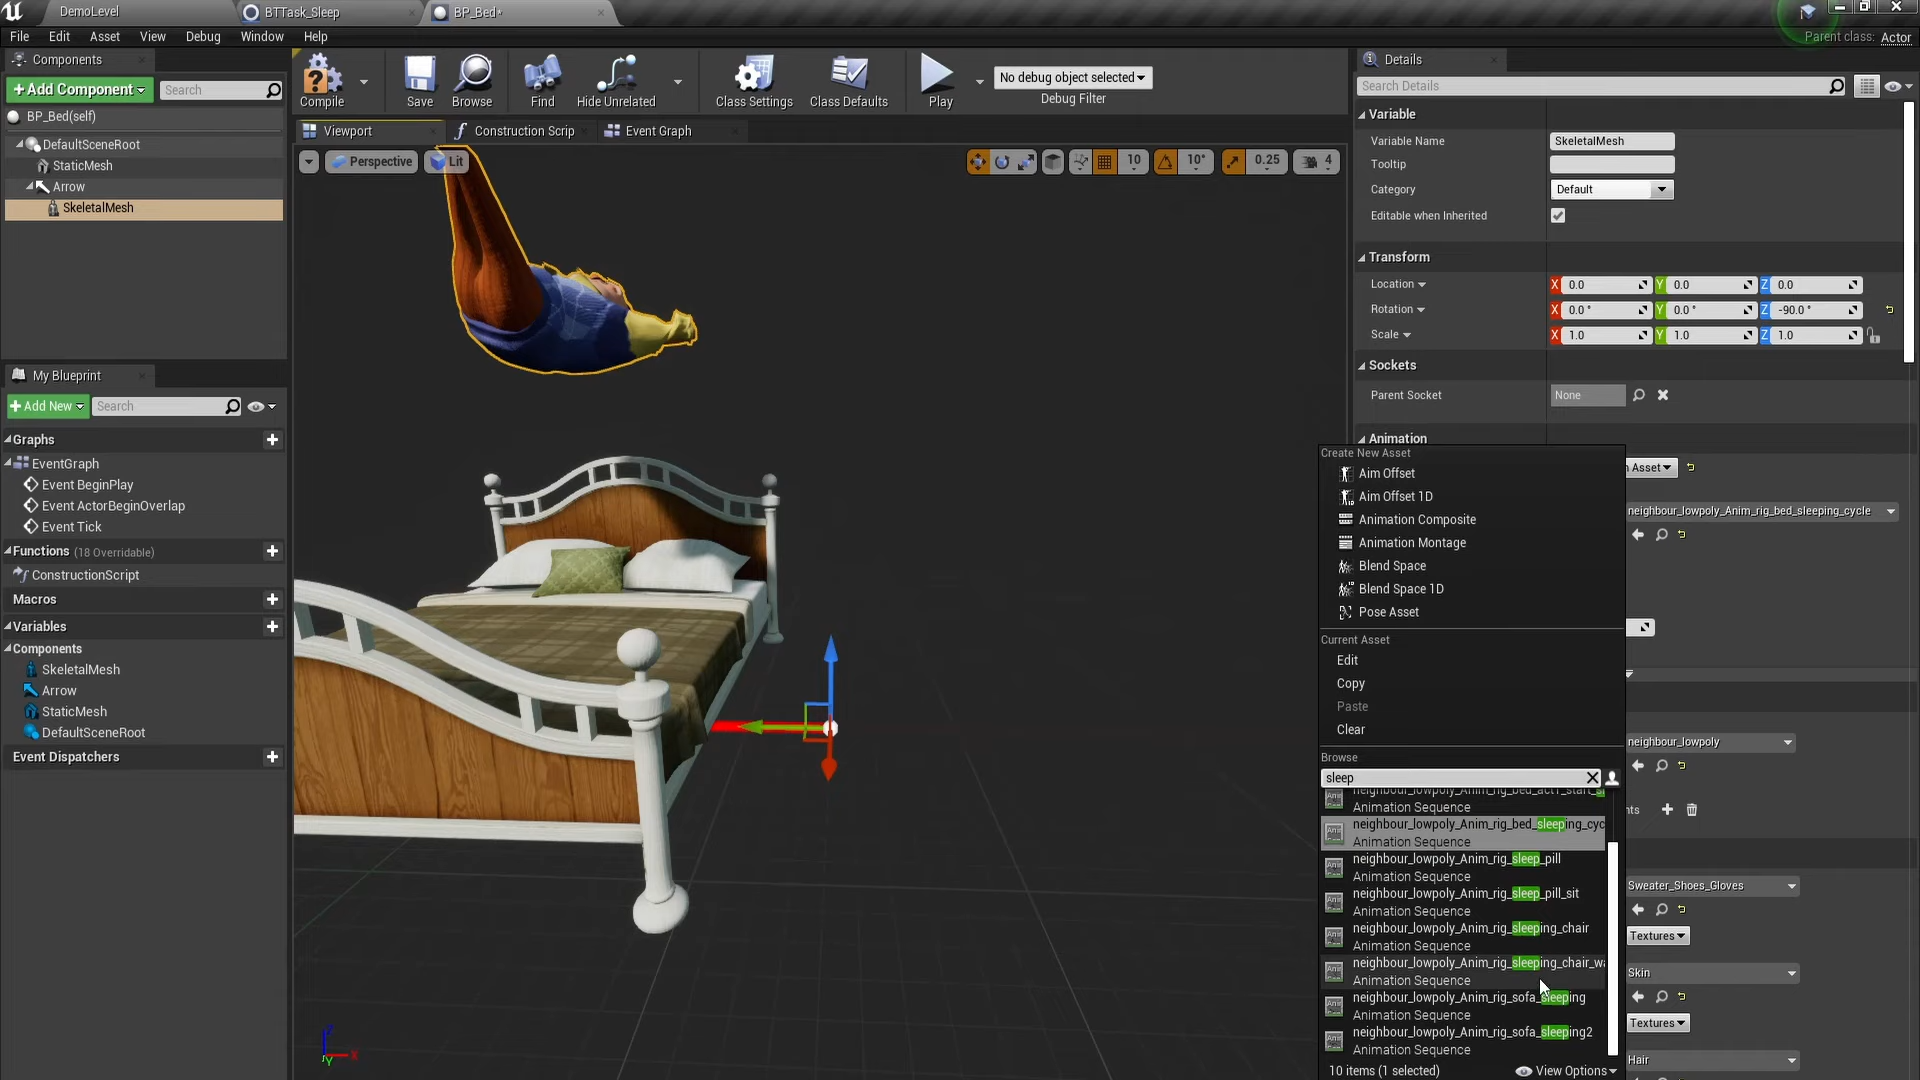 DemoLevel
BTTask_Sleep
BP_Bed*
File Edit Asset View Debug Window Help
Parent class: Actor
Components
+Add Component
Search
BP_Bed(self)
DefaultSceneRoot
StaticMesh
Arrow
SkeletalMesh
My Blueprint
+Add New
Search
Graphs
EventGraph
Event BeginPlay
Event ActorBeginOverlap
Event Tick
Functions (18 Overridable)
ConstructionScript
Macros
Variables
Components
SkeletalMesh
Arrow
StaticMesh
DefaultSceneRoot
Event Dispatchers
Compile
Save
Browse
Find
Hide Unrelated
Class Settings
Class Defaults
Play
No debug object selected
Debug Filter
Viewport
Construction Scrip
Event Graph
Perspective
Lit
10
10°
0.25
4
Details
Search Details
Variable
Variable Name SkeletalMesh
Tooltip
Category Default
Editable when Inherited
Transform
Location X 0.0 Y 0.0 Z 0.0
Rotation X 0.0 ° Y 0.0 ° Z -90.0 °
Scale X 1.0 Y 1.0 Z 1.0
Sockets
Parent Socket None
Animation
n Asset
neighbour_lowpoly_Anim_rig_bed_sleeping_cycle
neighbour_lowpoly
nts
Sweater_Shoes_Gloves
Textures
Skin
Textures
Hair
Create New Asset
Aim Offset
Aim Offset 1D
Animation Composite
Animation Montage
Blend Space
Blend Space 1D
Pose Asset
Current Asset
Edit
Copy
Paste
Clear
Browse
sleep
neighbour_lowpoly_Anim_rig_bed_act1_start_s
Animation Sequence
neighbour_lowpoly_Anim_rig_bed_sleeping_cyc
Animation Sequence
neighbour_lowpoly_Anim_rig_sleep_pill
Animation Sequence
neighbour_lowpoly_Anim_rig_sleep_pill_sit
Animation Sequence
neighbour_lowpoly_Anim_rig_sleeping_chair
Animation Sequence
neighbour_lowpoly_Anim_rig_sleeping_chair_wa
Animation Sequence
neighbour_lowpoly_Anim_rig_sofa_sleeping
Animation Sequence
neighbour_lowpoly_Anim_rig_sofa_sleeping2
Animation Sequence
10 items (1 selected)
View Options
Z
X
Y